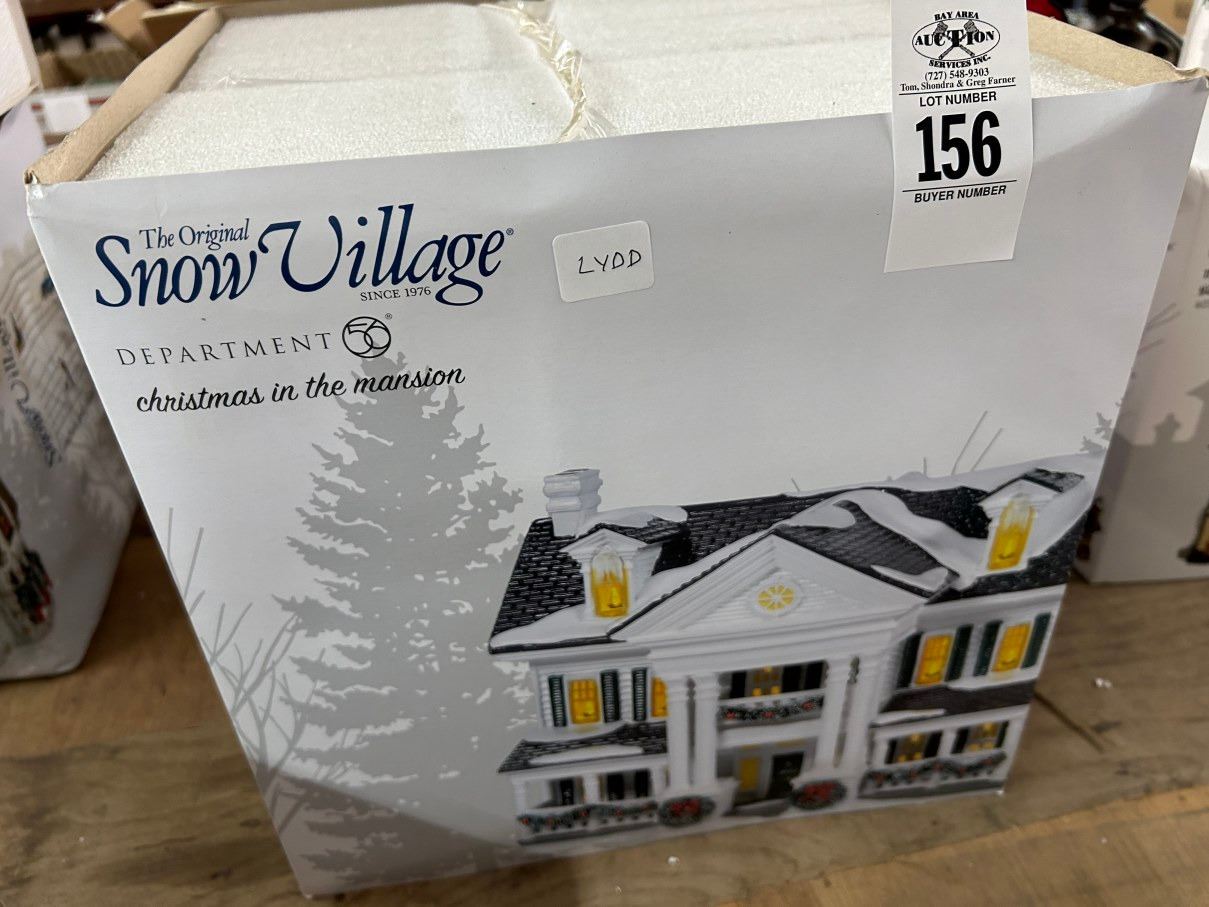 BAY AREA
AUCTION
SERVICES INC.
(727) 548-9303
Tom, Shondra & Greg Farner
LOT NUMBER
156
BUYER NUMBER
The Original
Snow Village®
SINCE 1976
LYDD
DEPARTMENT 56®
christmas in the mansion